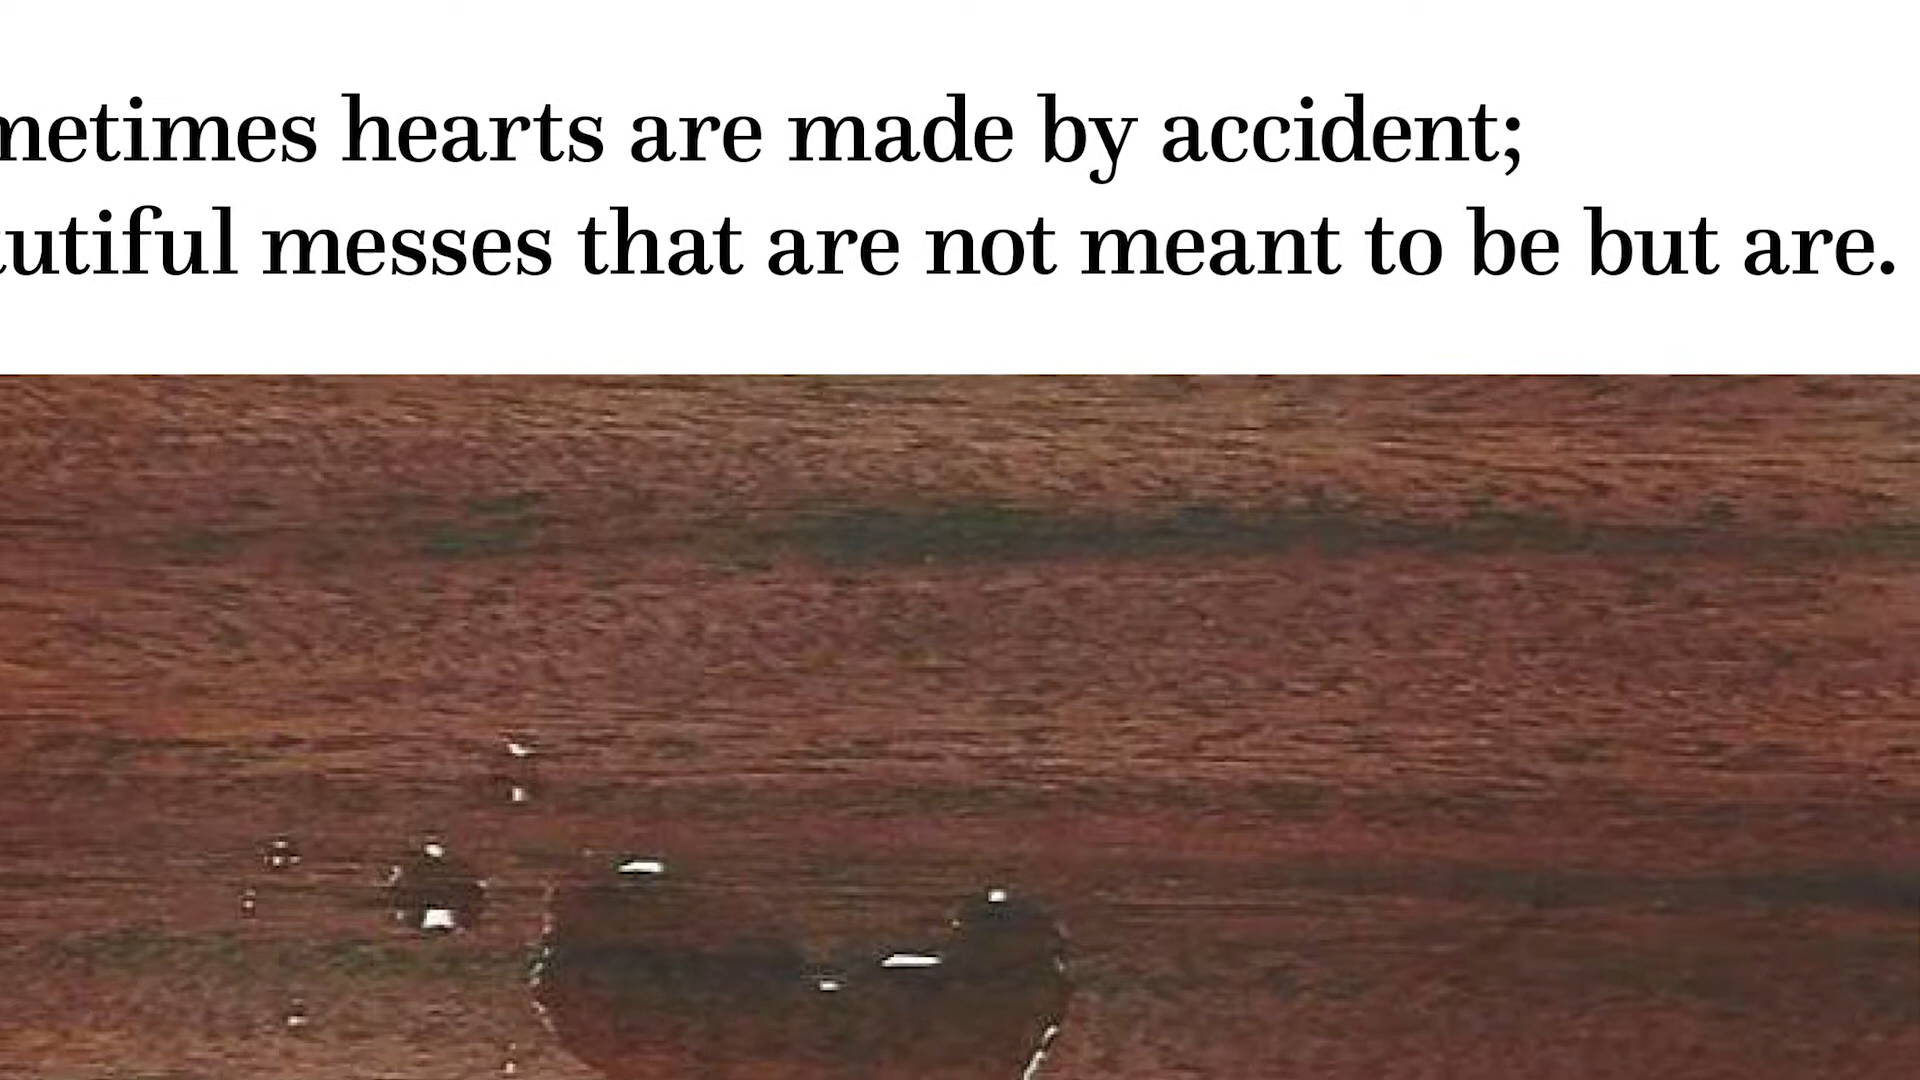 metimes hearts are made by accident;
utiful messes that are not meant to be but are.